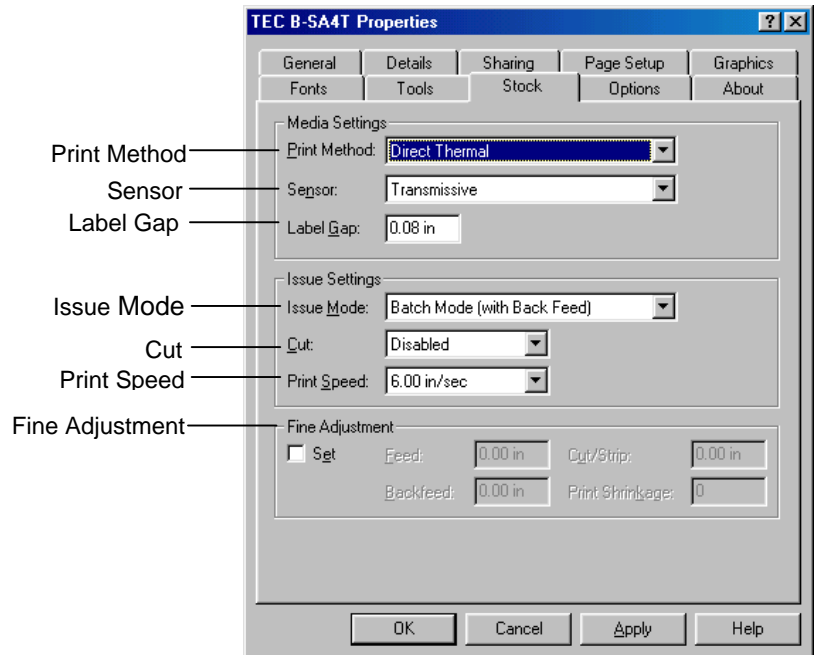 TEC B-SA4T Properties
General Details Sharing Page Setup Graphics
Fonts Tools Stock Options About
Media Settings
Print Method Print Method: Direct Thermal
Sensor Sensor: Transmissive
Label Gap Label Gap: 0.08 in
Issue Settings
Issue Mode Issue Mode: Batch Mode (with Back Feed)
Cut Cut: Disabled
Print Speed Print Speed: 6.00 in/sec
Fine Adjustment Fine Adjustment
Set Feed: 0.00 in Cut/Strip: 0.00 in
Backfeed: 0.00 in Print Shrinkage: 0
OK Cancel Apply Help